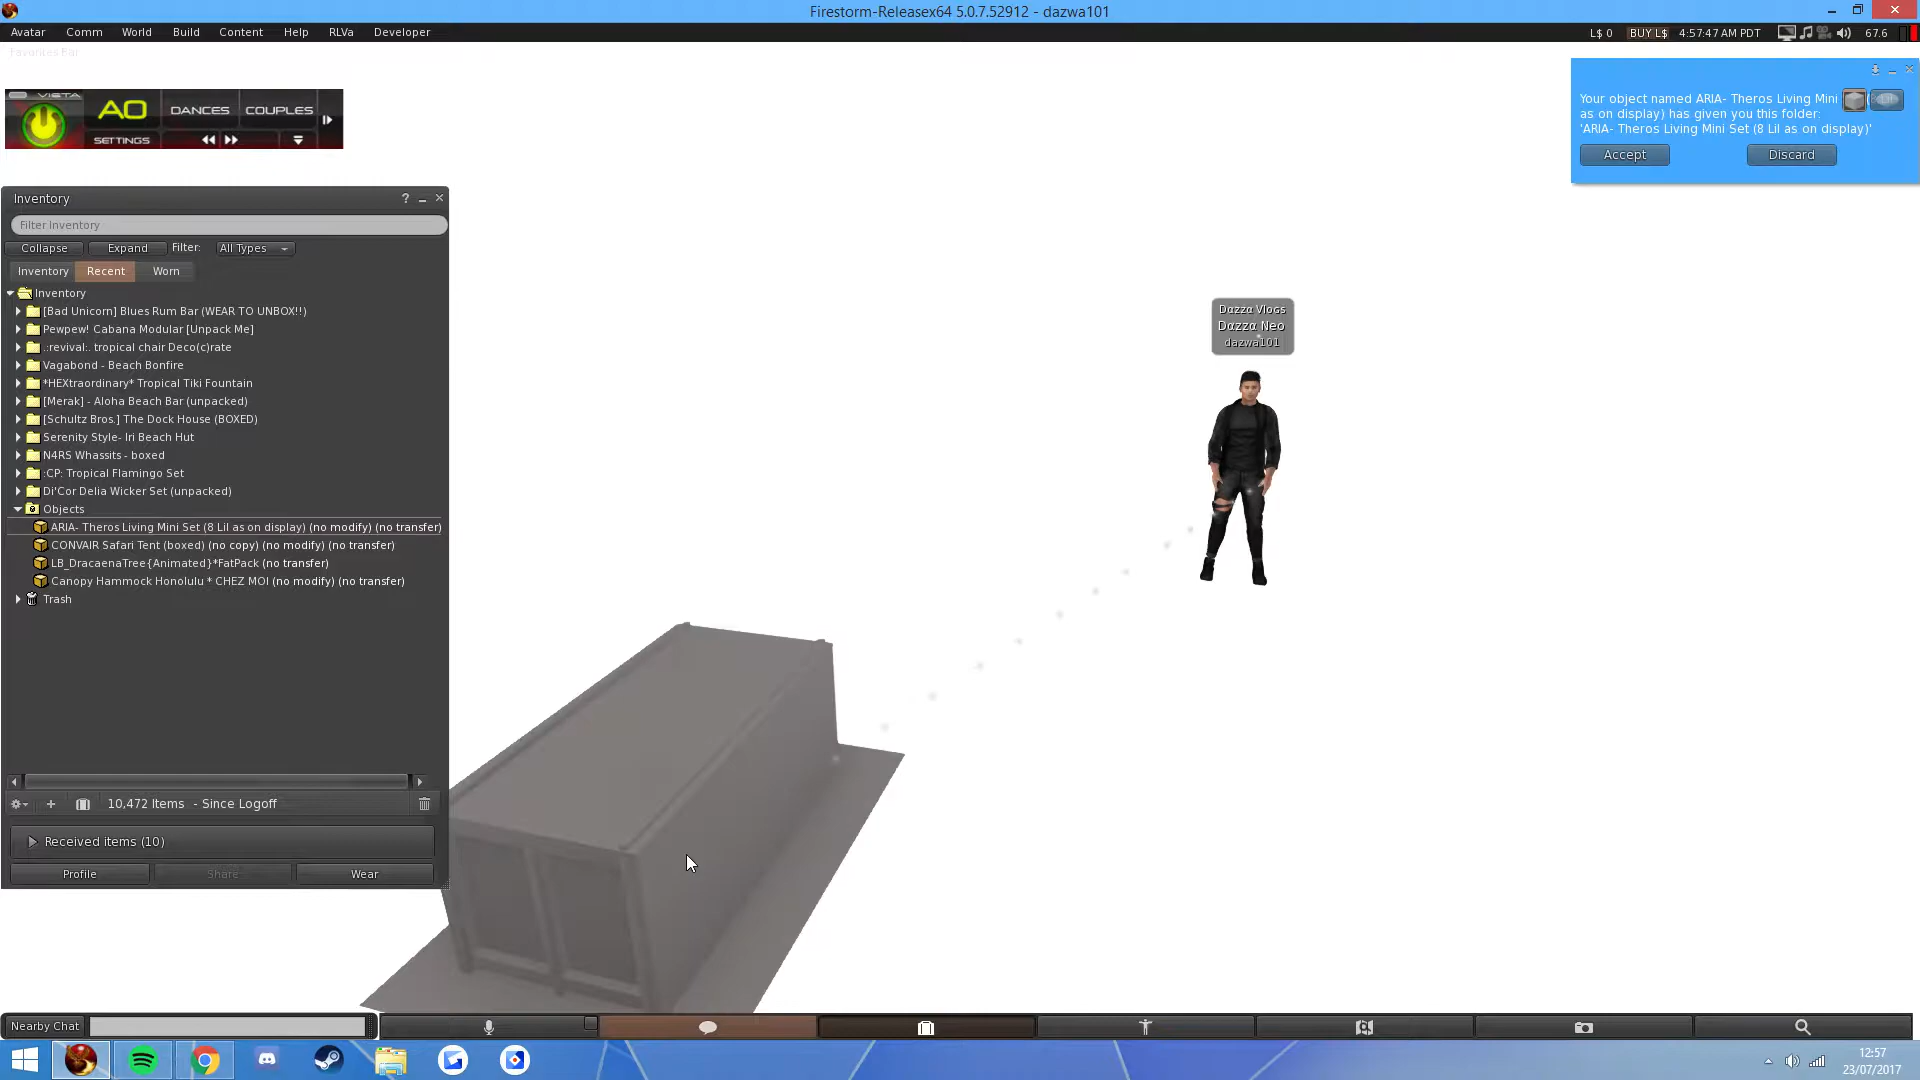 Firestorm-Releasex64 5.0.7.52912 - dazwa101
Avatar Comm World Build Content Help RLVa Developer
L$ 0 BUY L$ 4:57:47 AM PDT 67.6
Favorites Bar
VISTA
AO DANCES COUPLES
SETTINGS
Your object named ARIA- Theros Living Mini
as on display) has given you this folder:
'ARIA- Theros Living Mini Set (8 Lil as on display)'
Accept Discard
Inventory ?
Filter Inventory
Collapse Expand Filter: All Types
Inventory Recent Worn
Inventory
[Bad Unicorn] Blues Rum Bar (WEAR TO UNBOX!!)
Pewpew! Cabana Modular [Unpack Me]
.:revival:. tropical chair Deco(c)rate
Vagabond - Beach Bonfire
*HEXtraordinary* Tropical Tiki Fountain
[Merak] - Aloha Beach Bar (unpacked)
[Schultz Bros.] The Dock House (BOXED)
Serenity Style- Iri Beach Hut
N4RS Whassits - boxed
:CP: Tropical Flamingo Set
Di'Cor Delia Wicker Set (unpacked)
Objects
ARIA- Theros Living Mini Set (8 Lil as on display) (no modify) (no transfer)
CONVAIR Safari Tent (boxed) (no copy) (no modify) (no transfer)
LB_DracaenaTree{Animated}*FatPack (no transfer)
Canopy Hammock Honolulu * CHEZ MOI (no modify) (no transfer)
Trash
10,472 Items - Since Logoff
Received items (10)
Profile Share Wear
Dαzzα Vlogs
Dαzzα Neo
dazwa101
Nearby Chat
12:57
23/07/2017